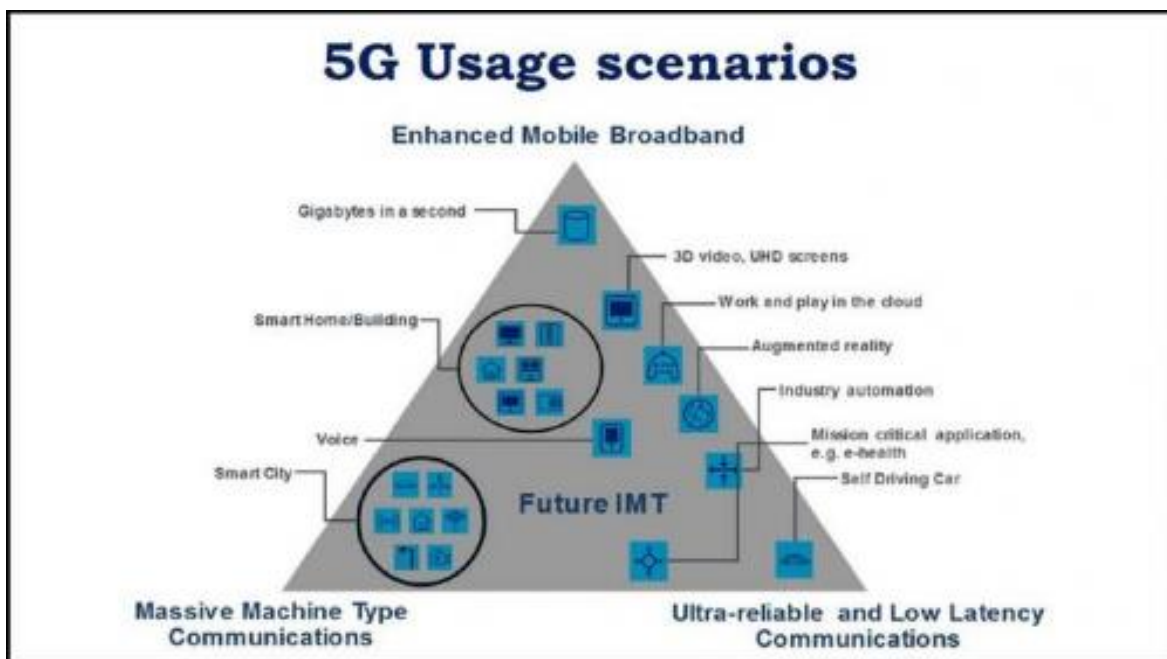 5G Usage scenarios
Enhanced Mobile Broadband
Gigabytes in a second
3D video, UHD screens
Work and play in the cloud
Smart Home/Building
Augmented reality
Industry automation
Voice
Mission critical application,
e.g. e-health
Smart City
Self Driving Car
Future IMT
Massive Machine Type
Communications
Ultra-reliable and Low Latency
Communications